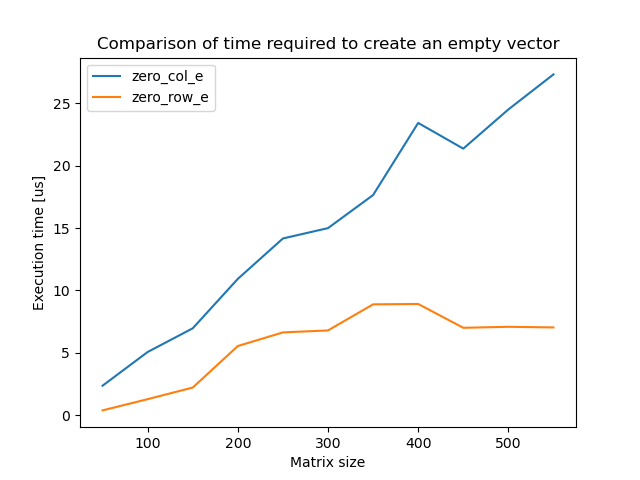 Comparison of time required to create an empty vector
zero_col_e
zero_row_e
Execution time [us]
25
20
15
10
5
0
100 200 300 400 500
Matrix size